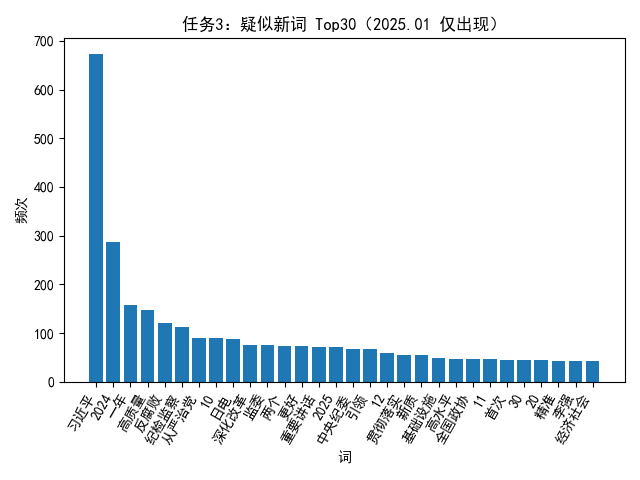 任务3：疑似新词 Top30（2025.01 仅出现）
频次
700
600
500
400
300
200
100
0
习近平
2024
一年
高质量
反腐败
纪检监察
从严治党
10
日电
深化改革
监委
两个
更好
重要讲话
2025
中央纪委
引领
12
贯彻落实
新质
基础设施
高水平
全国政协
11
首次
30
20
精准
李强
经济社会
词